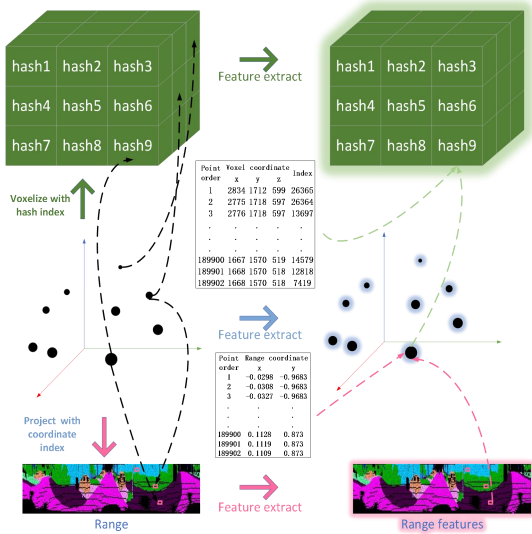 hash1 hash2 hash3
hash4 hash5 hash6
hash7 hash8 hash9
Feature extract
hash1 hash2 hash3
hash4 hash5 hash6
hash7 hash8 hash9
Voxelize with
hash index
Point order Voxel coordinate Index
x y z
1 2834 1712 599 26365
2 2775 1718 597 26364
3 2776 1718 597 13697
. . . . .
. . . . .
. . . . .
189900 1667 1570 519 14579
189901 1668 1570 518 12818
189902 1668 1570 518 7419
Feature extract
Point order Range coordinate
x y
1 -0.0298 -0.9683
2 -0.0308 -0.9683
3 -0.0327 -0.9683
. . .
. . .
. . .
189900 0.1128 0.873
189901 0.1119 0.873
189902 0.1109 0.873
Project with
coordinate
index
Feature extract
Range
Range features